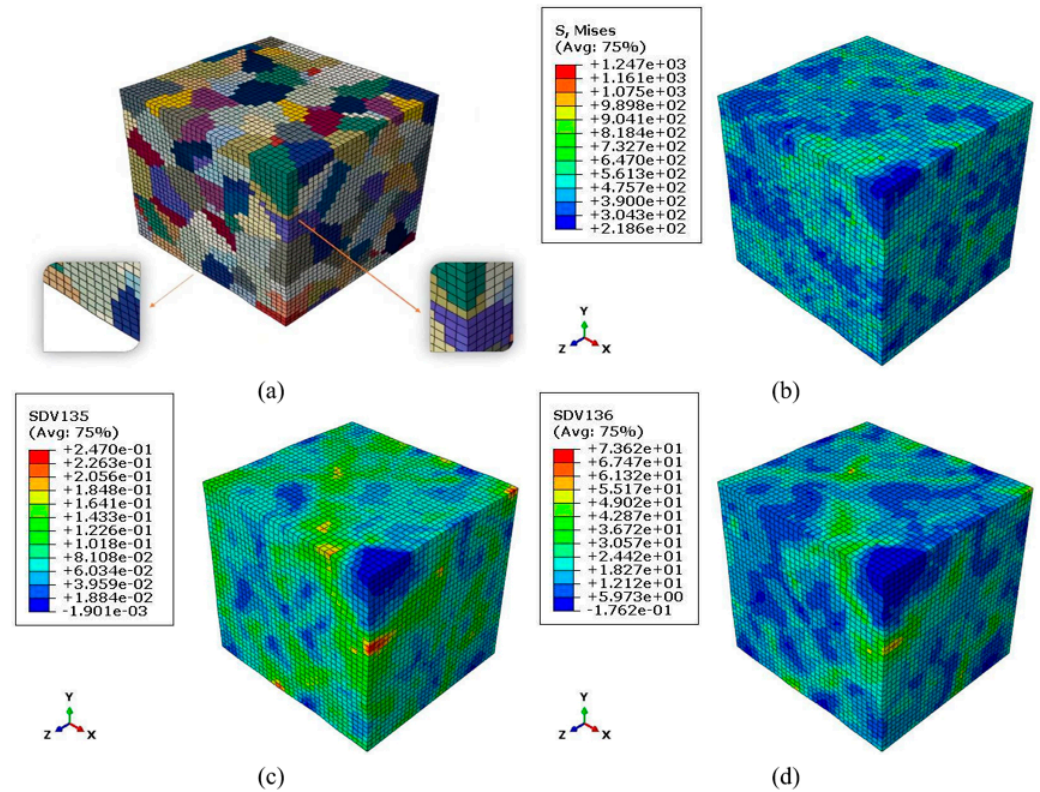 (a)
S, Mises
(Avg: 75%)
+1.247e+03
+1.161e+03
+1.075e+03
+9.898e+02
+9.041e+02
+8.184e+02
+7.327e+02
+6.470e+02
+5.613e+02
+4.757e+02
+3.900e+02
+3.043e+02
+2.186e+02
Y
Z
X
(b)
SDV135
(Avg: 75%)
+2.470e-01
+2.263e-01
+2.056e-01
+1.848e-01
+1.641e-01
+1.433e-01
+1.226e-01
+1.018e-01
+8.108e-02
+6.034e-02
+3.959e-02
+1.884e-02
-1.901e-03
Y
Z
X
(c)
SDV136
(Avg: 75%)
+7.362e+01
+6.747e+01
+6.132e+01
+5.517e+01
+4.902e+01
+4.287e+01
+3.672e+01
+3.057e+01
+2.442e+01
+1.827e+01
+1.212e+01
+5.973e+00
-1.762e-01
Y
Z
X
(d)